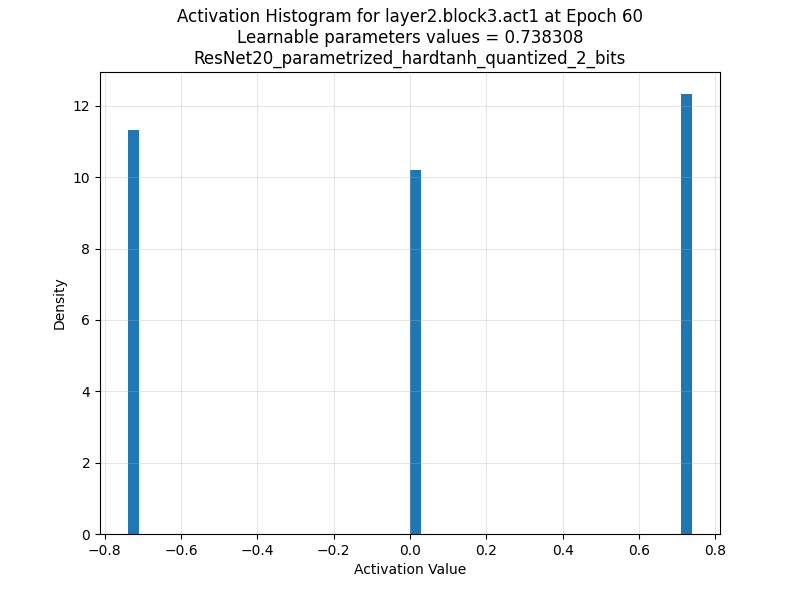 Activation Histogram for layer2.block3.act1 at Epoch 60
Learnable parameters values = 0.738308
ResNet20_parametrized_hardtanh_quantized_2_bits
12
10
8
6
4
2
0
Density
−0.8 −0.6 −0.4 −0.2 0.0 0.2 0.4 0.6 0.8
Activation Value